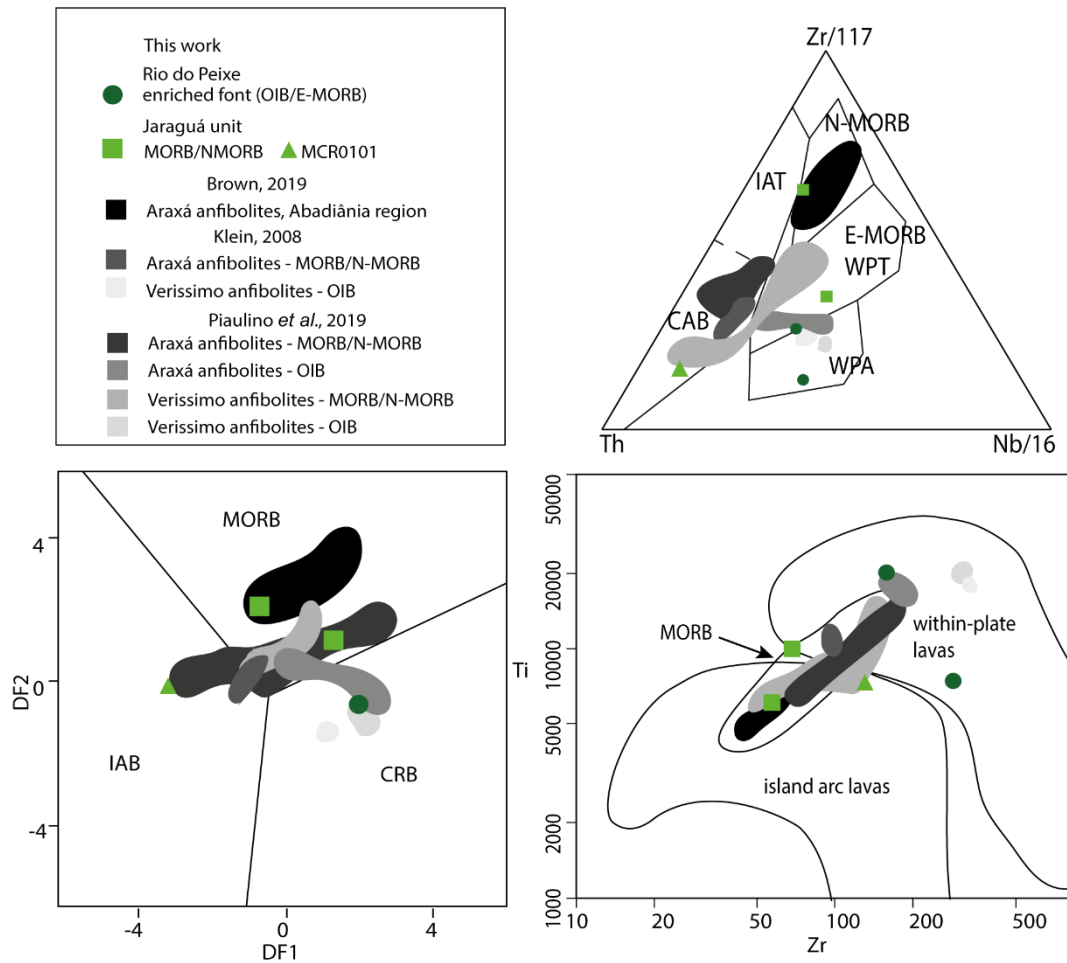 This work
Rio do Peixe
enriched font (OIB/E-MORB)
Jaraguá unit
MORB/NMORB MCR0101
Brown, 2019
Araxá anfibolites, Abadiânia region
Klein, 2008
Araxá anfibolites - MORB/N-MORB
Verissimo anfibolites - OIB
Piaulino et al., 2019
Araxá anfibolites - MORB/N-MORB
Araxá anfibolites - OIB
Verissimo anfibolites - MORB/N-MORB
Verissimo anfibolites - OIB
Zr/117
N-MORB
IAT
E-MORB
WPT
CAB
WPA
Th
Nb/16
MORB
4
0
-4
DF2
IAB
CRB
-4 0 4
DF1
50000
20000
10000
5000
2000
1000
Ti
MORB
within-plate
lavas
island arc lavas
10 50 100 200 500
Zr